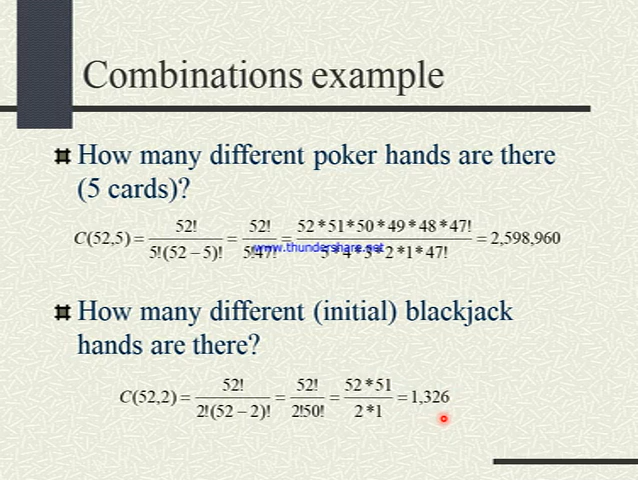 Combinations example
How many different poker hands are there
(5 cards)?
C(52,5) = 52! / 5!(52 − 5)! = 52! / 5!47! = 52 * 51 * 50 * 49 * 48 * 47! / 5 * 4 * 3 * 2 * 1 * 47! = 2,598,960
www.thundershare.net
How many different (initial) blackjack
hands are there?
C(52,2) = 52! / 2!(52 − 2)! = 52! / 2!50! = 52 * 51 / 2 * 1 = 1,326